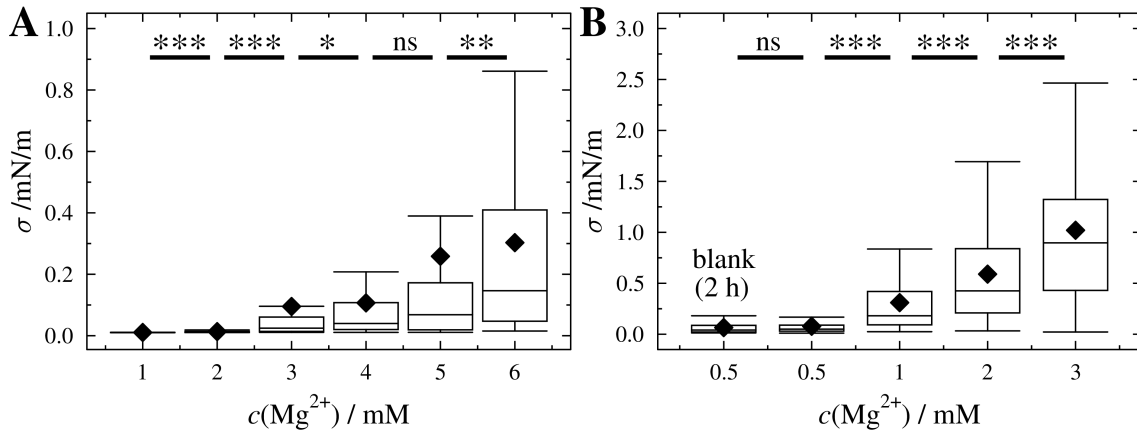 A
*** *** * ns **
1.0
0.8
0.6
0.4
0.2
0.0
σ /mN/m
1 2 3 4 5 6
c(Mg²⁺) / mM
B
ns *** *** ***
3.0
2.5
2.0
1.5
1.0
0.5
0.0
σ /mN/m
blank
(2 h)
0.5 0.5 1 2 3
c(Mg²⁺) / mM